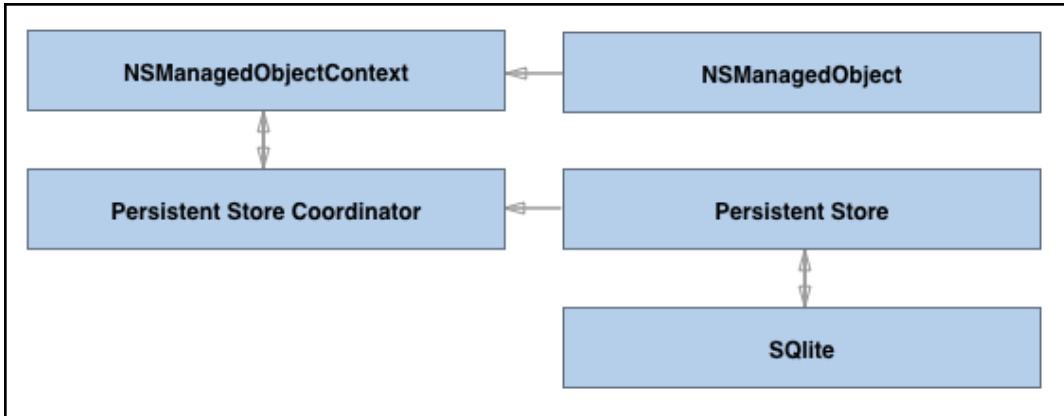 NSManagedObjectContext
NSManagedObject
Persistent Store Coordinator
Persistent Store
SQlite